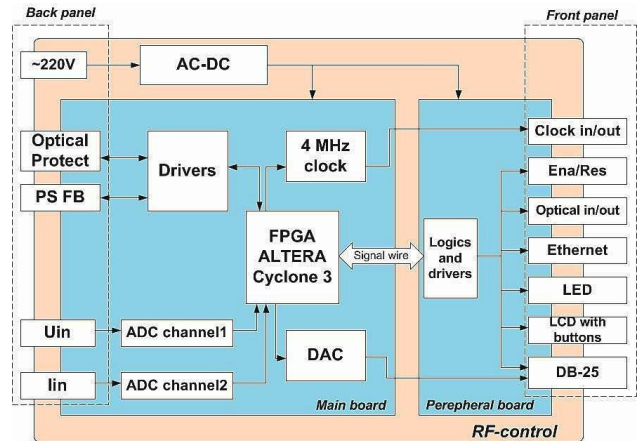 Back panel
Front panel
~220V
AC-DC
Optical
Protect
PS FB
Drivers
4 MHz
clock
Clock in/out
Ena/Res
Optical in/out
Ethernet
LED
LCD with
buttons
DB-25
FPGA
ALTERA
Cyclone 3
Signal wire
Logics
and
drivers
Uin
ADC channel1
Iin
ADC channel2
DAC
Main board
Perepheral board
RF-control